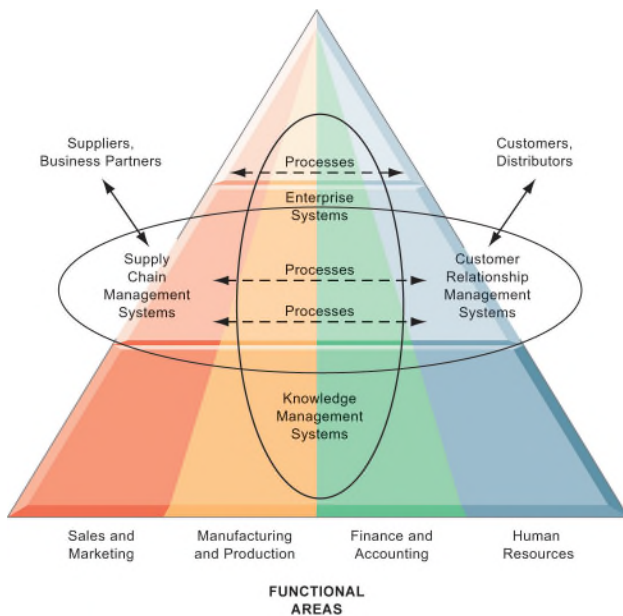 Suppliers,
Business Partners
Customers,
Distributors
Processes
Enterprise
Systems
Supply
Chain
Management
Systems
Processes
Processes
Customer
Relationship
Management
Systems
Knowledge
Management
Systems
Sales and
Marketing
Manufacturing
and Production
Finance and
Accounting
Human
Resources
FUNCTIONAL
AREAS